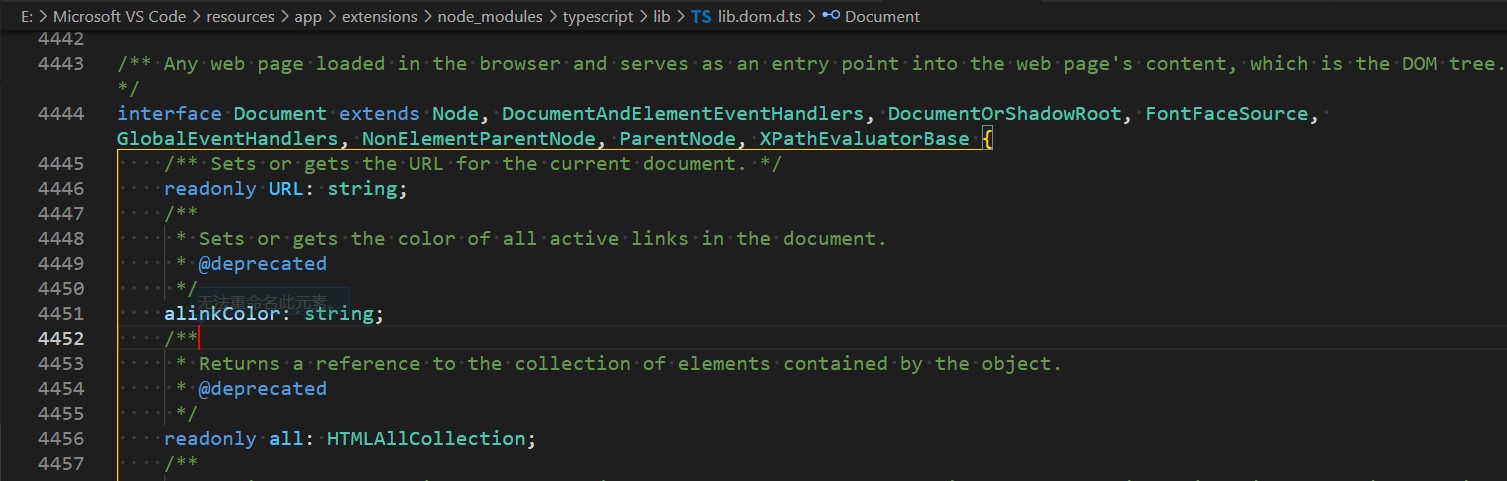 E: > Microsoft VS Code > resources > app > extensions > node_modules > typescript > lib > TS lib.dom.d.ts > Document
4442
4443 /** Any web page loaded in the browser and serves as an entry point into the web page's content, which is the DOM tree.
*/
4444 interface Document extends Node, DocumentAndElementEventHandlers, DocumentOrShadowRoot, FontFaceSource,
GlobalEventHandlers, NonElementParentNode, ParentNode, XPathEvaluatorBase {
4445 /** Sets or gets the URL for the current document. */
4446 readonly URL: string;
4447 /**
4448 * Sets or gets the color of all active links in the document.
4449 * @deprecated
4450 */
无法重命名此元素。
4451 alinkColor: string;
4452 /**
4453 * Returns a reference to the collection of elements contained by the object.
4454 * @deprecated
4455 */
4456 readonly all: HTMLAllCollection;
4457 /**